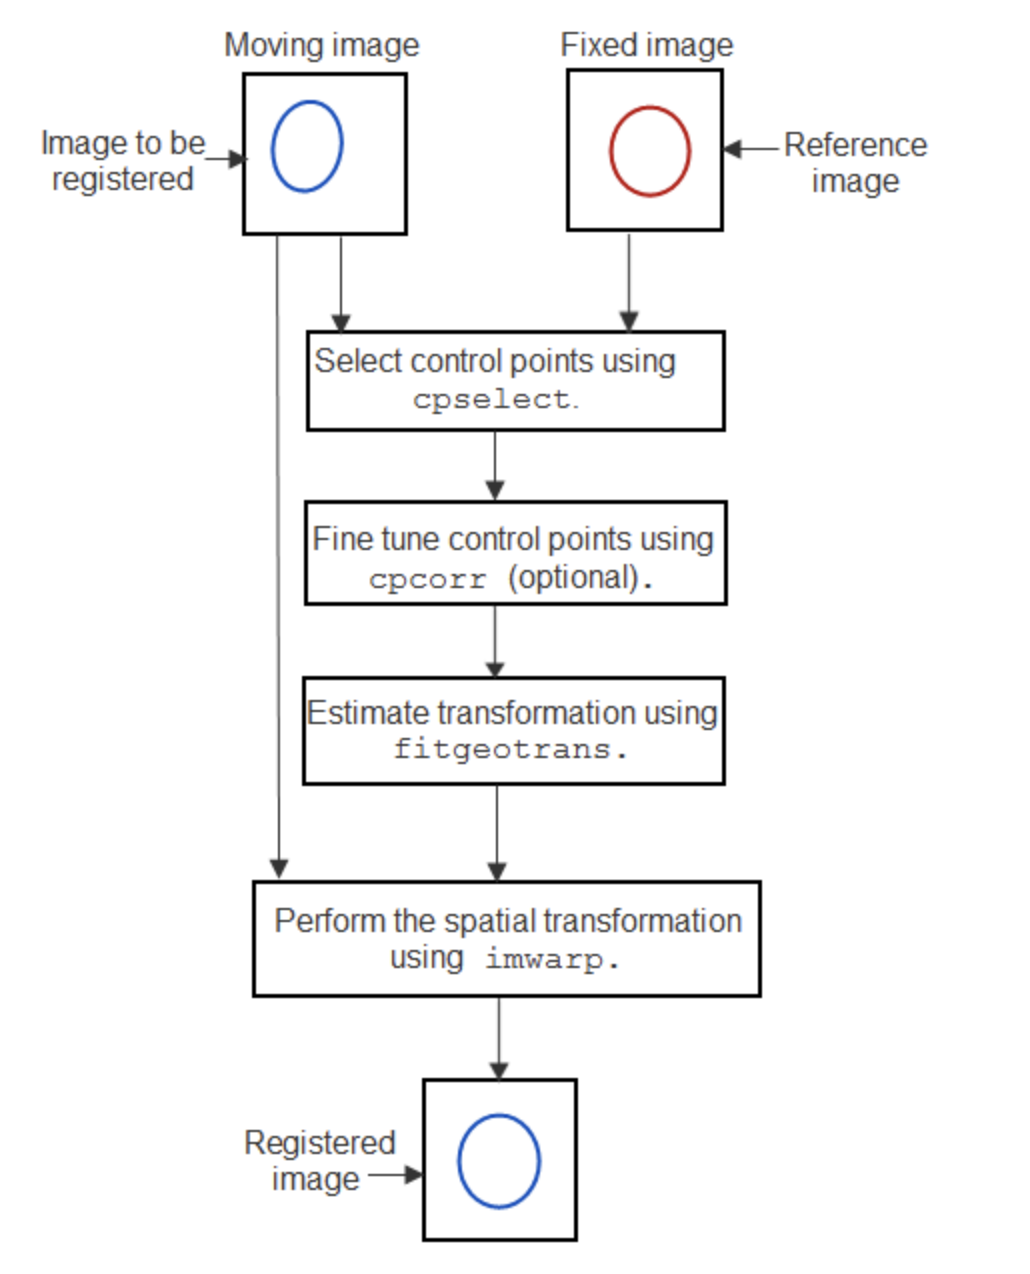 Moving image
Fixed image
Image to be
registered
Reference
image
Select control points using
cpselect.
Fine tune control points using
cpcorr (optional).
Estimate transformation using
fitgeotrans.
Perform the spatial transformation
using imwarp.
Registered
image